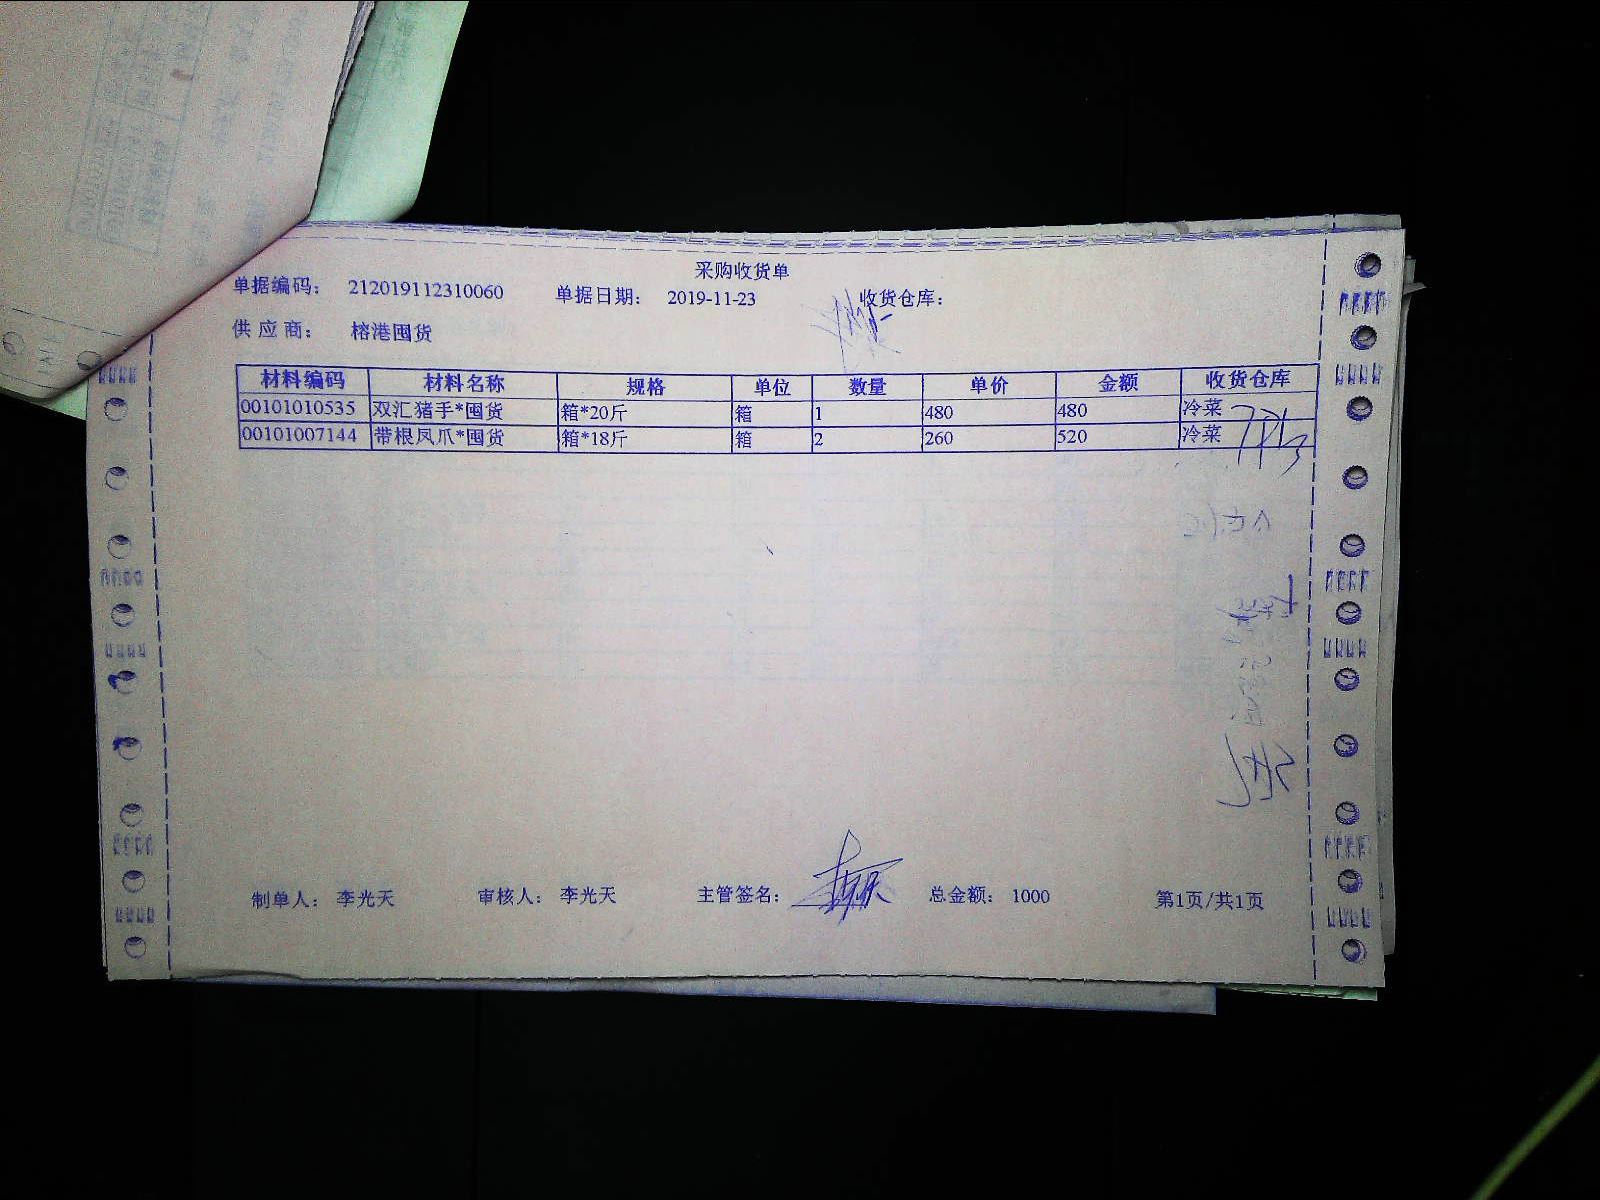 采购收货单
单据编码： 212019112310060 单据日期： 2019-11-23 收货仓库：
供应商： 榕港囤货
材料编码 材料名称 规格 单位 数量 单价 金额 收货仓库
00101010535 双汇猪手*囤货 箱*20斤 箱 1 480 480 冷菜
00101007144 带根凤爪*囤货 箱*18斤 箱 2 260 520 冷菜
制单人： 李光天 审核人： 李光天 主管签名： 总金额： 1000 第1页/共1页